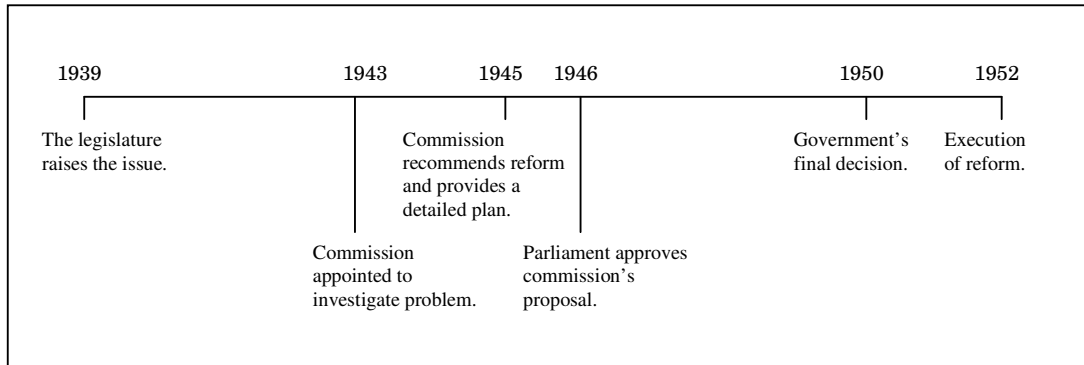 1939 1943 1945 1946 1950 1952
The legislature
raises the issue.
Commission
appointed to
investigate problem.
Commission
recommends reform
and provides a
detailed plan.
Parliament approves
commission’s
proposal.
Government’s
final decision.
Execution
of reform.